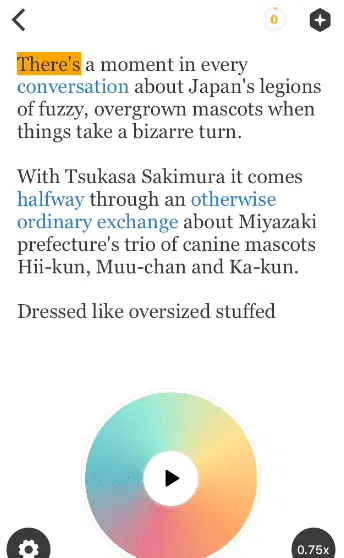 0
There's a moment in every
conversation about Japan's legions
of fuzzy, overgrown mascots when
things take a bizarre turn.
With Tsukasa Sakimura it comes
halfway through an otherwise
ordinary exchange about Miyazaki
prefecture's trio of canine mascots
Hii-kun, Muu-chan and Ka-kun.
Dressed like oversized stuffed
0.75x